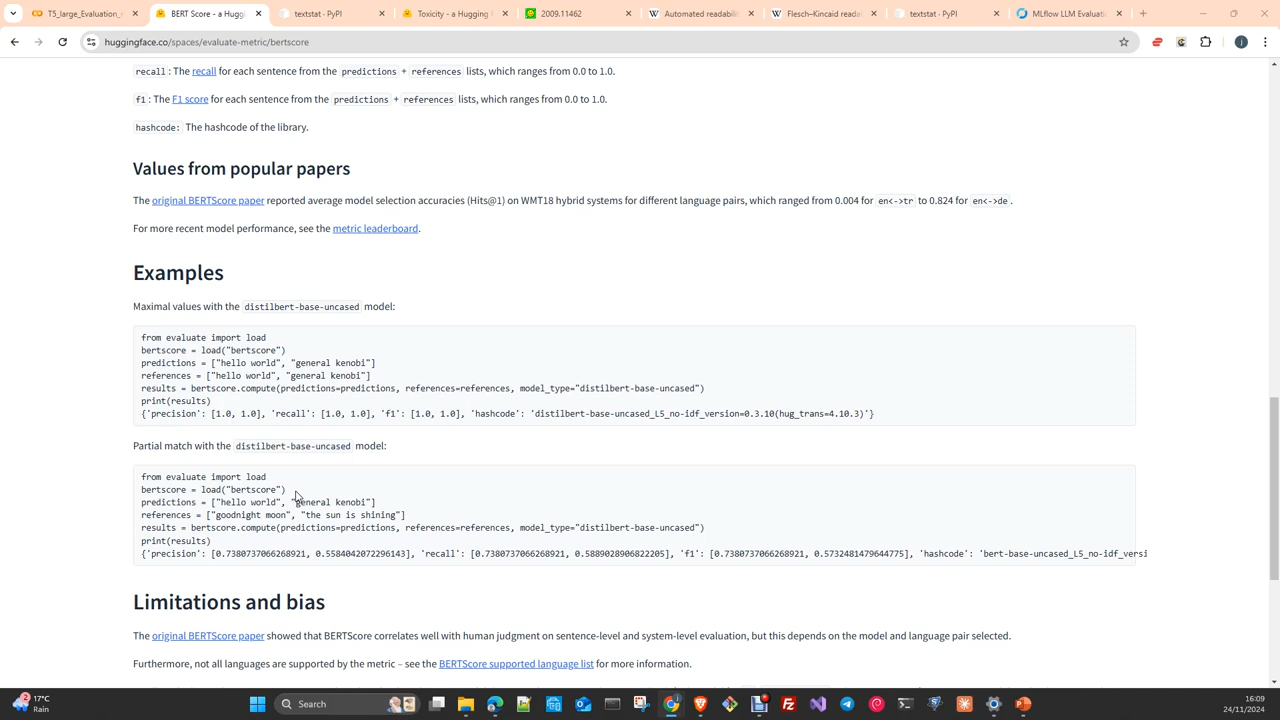 T5_large_Evaluation_
BERT Score - a Hugg
textstat · PyPI
Toxicity - a Hugging
2009.11462
Automated readabili
Flesch–Kincaid reada
textstat · PyPI
MLflow LLM Evaluati
huggingface.co/spaces/evaluate-metric/bertscore
recall: The recall for each sentence from the predictions + references lists, which ranges from 0.0 to 1.0.
f1: The F1 score for each sentence from the predictions + references lists, which ranges from 0.0 to 1.0.
hashcode: The hashcode of the library.
Values from popular papers
The original BERTScore paper reported average model selection accuracies (Hits@1) on WMT18 hybrid systems for different language pairs, which ranged from 0.004 for en<->tr to 0.824 for en<->de.
For more recent model performance, see the metric leaderboard.
Examples
Maximal values with the distilbert-base-uncased model:
from evaluate import load
bertscore = load("bertscore")
predictions = ["hello world", "general kenobi"]
references = ["hello world", "general kenobi"]
results = bertscore.compute(predictions=predictions, references=references, model_type="distilbert-base-uncased")
print(results)
{'precision': [1.0, 1.0], 'recall': [1.0, 1.0], 'f1': [1.0, 1.0], 'hashcode': 'distilbert-base-uncased_L5_no-idf_version=0.3.10(hug_trans=4.10.3)'}
Partial match with the distilbert-base-uncased model:
from evaluate import load
bertscore = load("bertscore")
predictions = ["hello world", "general kenobi"]
references = ["goodnight moon", "the sun is shining"]
results = bertscore.compute(predictions=predictions, references=references, model_type="distilbert-base-uncased")
print(results)
{'precision': [0.7380737066268921, 0.5584042072296143], 'recall': [0.7380737066268921, 0.5889028906822205], 'f1': [0.7380737066268921, 0.5732481479644775], 'hashcode': 'bert-base-uncased_L5_no-idf_versi
Limitations and bias
The original BERTScore paper showed that BERTScore correlates well with human judgment on sentence-level and system-level evaluation, but this depends on the model and language pair selected.
Furthermore, not all languages are supported by the metric – see the BERTScore supported language list for more information.
2
17°C
Rain
Search
16:09
24/11/2024